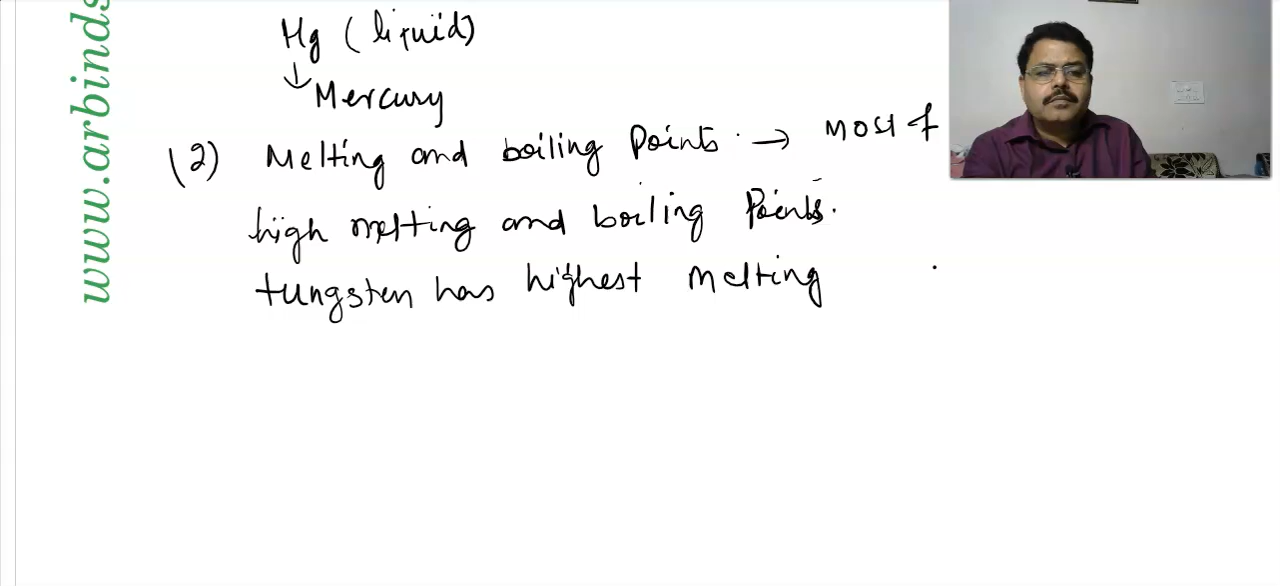 Hg (liquid)
↓ Mercury
(2) Melting and boiling Points. → Most of
high melting and boiling Points.
tungsten has highest melting
www.arbinds